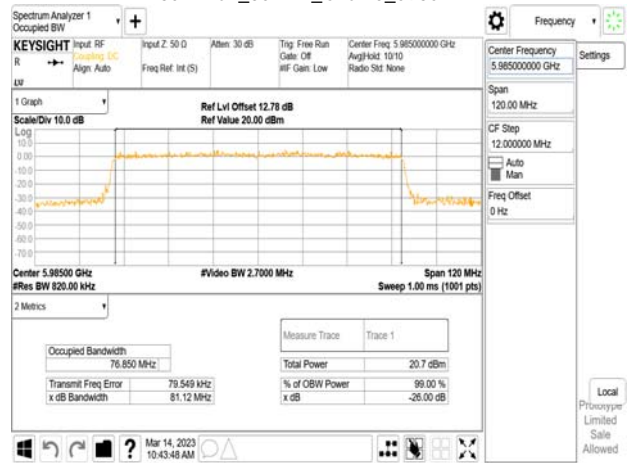 Spectrum Analyzer 1
Occupied BW
+
Frequency
KEYSIGHT
R
Input: RF
Coupling: DC
Align: Auto
Input Z: 50 Ω
Freq Ref: Int (S)
Atten: 30 dB
Trig: Free Run
Gate: Off
#IF Gain: Low
Center Freq: 5.985000000 GHz
Avg|Hold: 10/10
Radio Std: None
LXI
1 Graph
Scale/Div 10.0 dB
Ref Lvl Offset 12.78 dB
Ref Value 20.00 dBm
Log
10.0
0.00
-10.0
-20.0
-30.0
-40.0
-50.0
-60.0
-70.0
Center 5.98500 GHz
#Res BW 820.00 kHz
#Video BW 2.7000 MHz
Span 120 MHz
Sweep 1.00 ms (1001 pts)
2 Metrics
Measure Trace
Trace 1
Occupied Bandwidth
76.850 MHz
Total Power
20.7 dBm
Transmit Freq Error
79.549 kHz
% of OBW Power
99.00 %
x dB Bandwidth
81.12 MHz
x dB
-26.00 dB
Center Frequency
5.985000000 GHz
Settings
Span
120.00 MHz
CF Step
12.000000 MHz
Auto
Man
Freq Offset
0 Hz
Local
Prototype
Limited
Sale
Allowed
?
Mar 14, 2023
10:43:48 AM